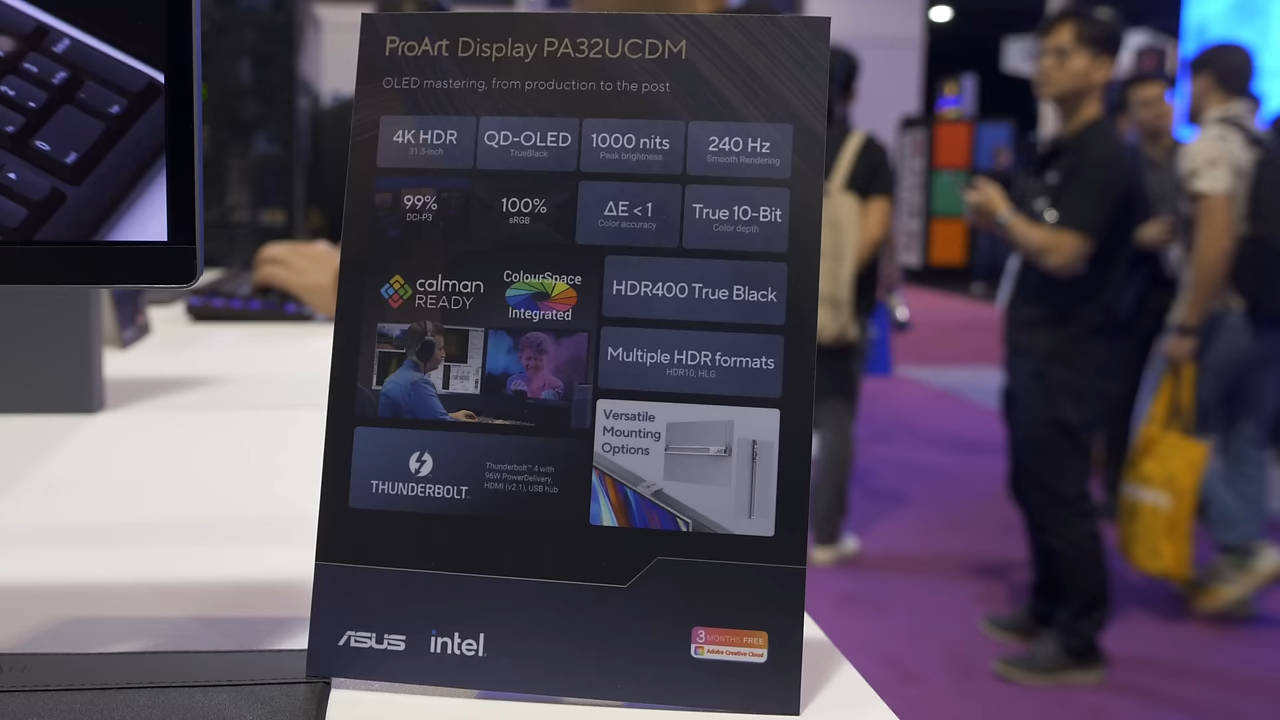 ProArt Display PA32UCDM
OLED mastering, from production to the post
4K HDR
31.5-inch
QD-OLED
TrueBlack
1000 nits
Peak brightness
240 Hz
Smooth Rendering
99%
DCI-P3
100%
sRGB
ΔE < 1
Color accuracy
True 10-Bit
Color depth
calman
READY
ColourSpace
Integrated
HDR400 True Black
Multiple HDR formats
HDR10, HLG
Versatile
Mounting
Options
THUNDERBOLT™
Thunderbolt™ 4 with
96W PowerDelivery,
HDMI (v2.1), USB hub
ASUS
intel.
3 MONTHS FREE
Adobe Creative Cloud